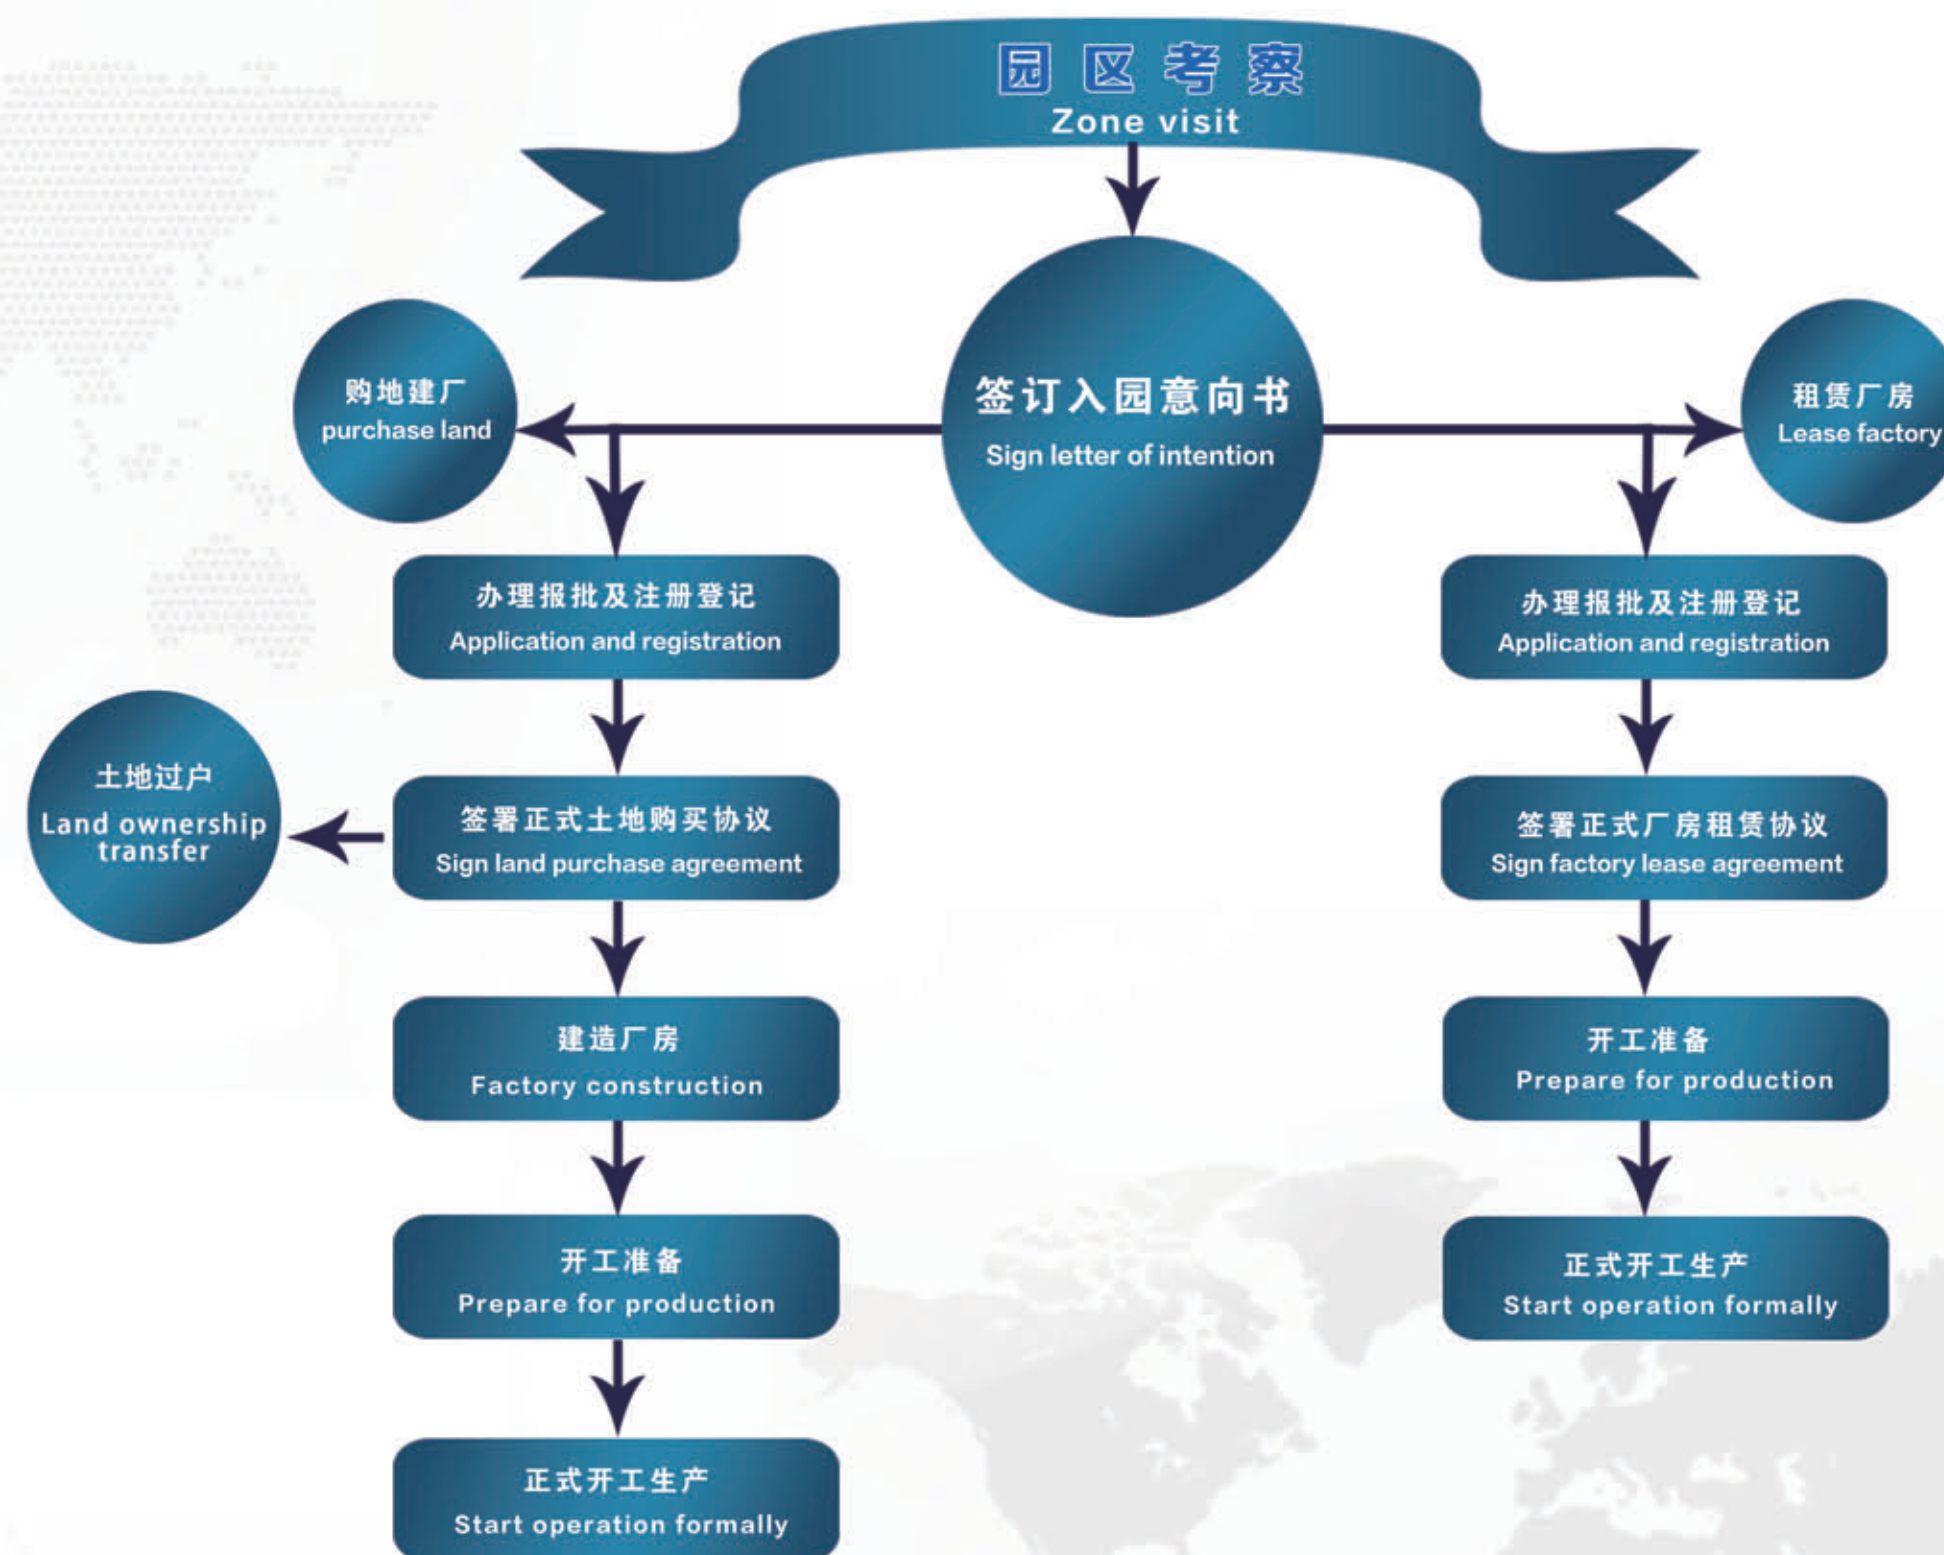 园区考察
Zone visit
签订入园意向书
Sign letter of intention
购地建厂
purchase land
租赁厂房
Lease factory
办理报批及注册登记
Application and registration
签署正式土地购买协议
Sign land purchase agreement
土地过户
Land ownership
transfer
建造厂房
Factory construction
开工准备
Prepare for production
正式开工生产
Start operation formally
办理报批及注册登记
Application and registration
签署正式厂房租赁协议
Sign factory lease agreement
开工准备
Prepare for production
正式开工生产
Start operation formally